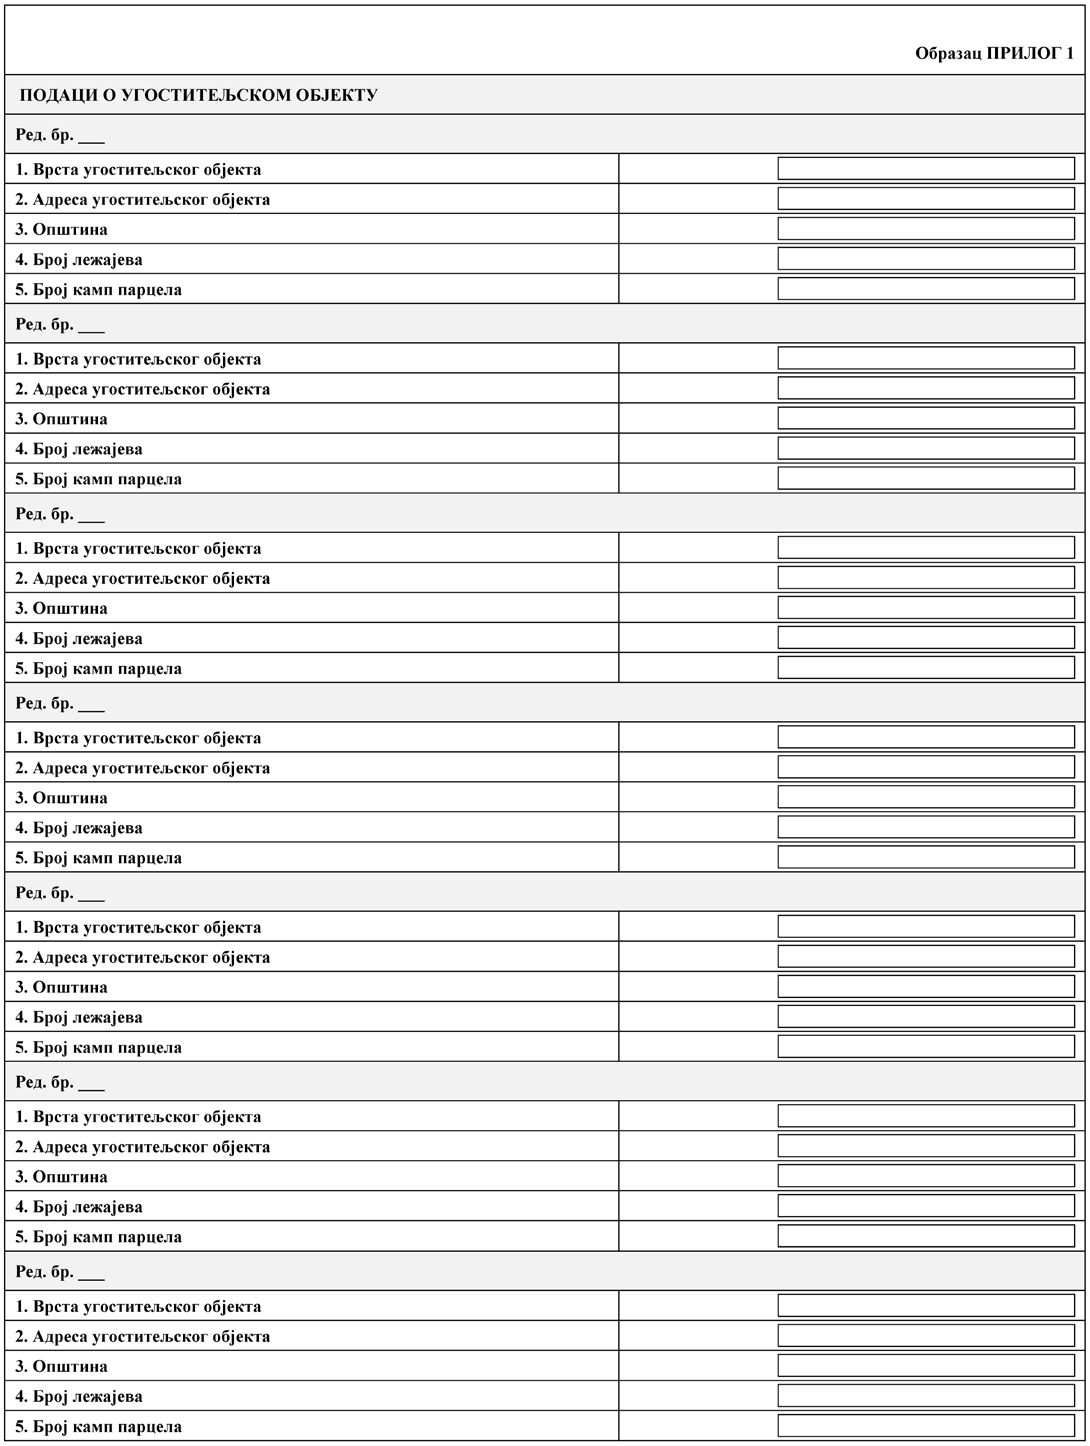 Образац ПРИЛОГ 1
ПОДАЦИ О УГОСТИТЕЉСКОМ ОБЈЕКТУ
Ред. бр. ___
1. Врста угоститељског објекта
2. Адреса угоститељског објекта
3. Општина
4. Број лежајева
5. Број камп парцела
Ред. бр. ___
1. Врста угоститељског објекта
2. Адреса угоститељског објекта
3. Општина
4. Број лежајева
5. Број камп парцела
Ред. бр. ___
1. Врста угоститељског објекта
2. Адреса угоститељског објекта
3. Општина
4. Број лежајева
5. Број камп парцела
Ред. бр. ___
1. Врста угоститељског објекта
2. Адреса угоститељског објекта
3. Општина
4. Број лежајева
5. Број камп парцела
Ред. бр. ___
1. Врста угоститељског објекта
2. Адреса угоститељског објекта
3. Општина
4. Број лежајева
5. Број камп парцела
Ред. бр. ___
1. Врста угоститељског објекта
2. Адреса угоститељског објекта
3. Општина
4. Број лежајева
5. Број камп парцела
Ред. бр. ___
1. Врста угоститељског објекта
2. Адреса угоститељског објекта
3. Општина
4. Број лежајева
5. Број камп парцела